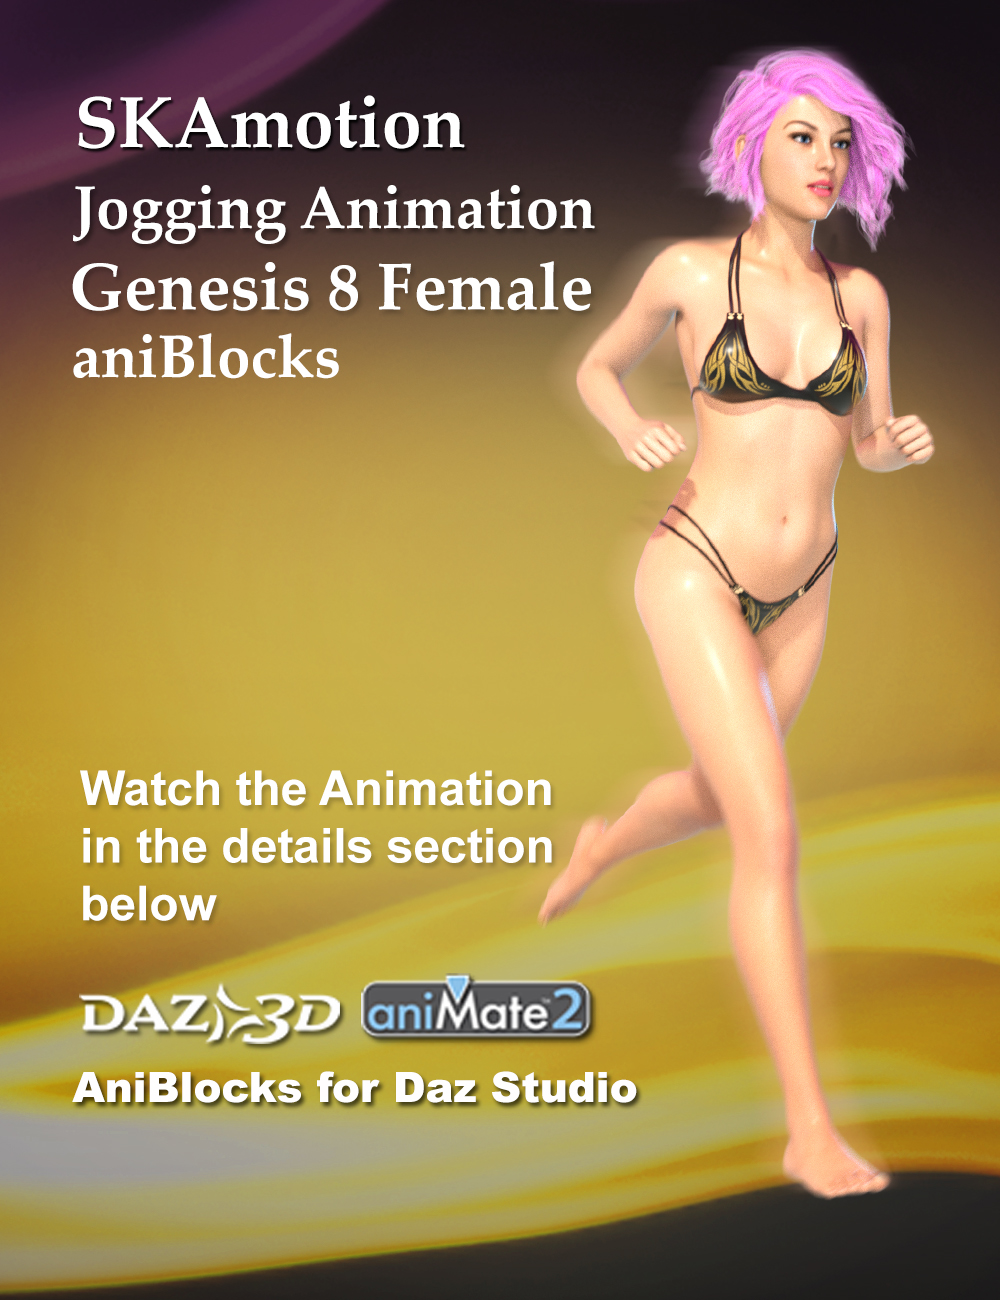 SKAmotion
Jogging Animation
Genesis 8 Female
aniBlocks
Watch the Animation
in the details section
below
DAZ 3D
aniMate™2
AniBlocks for Daz Studio